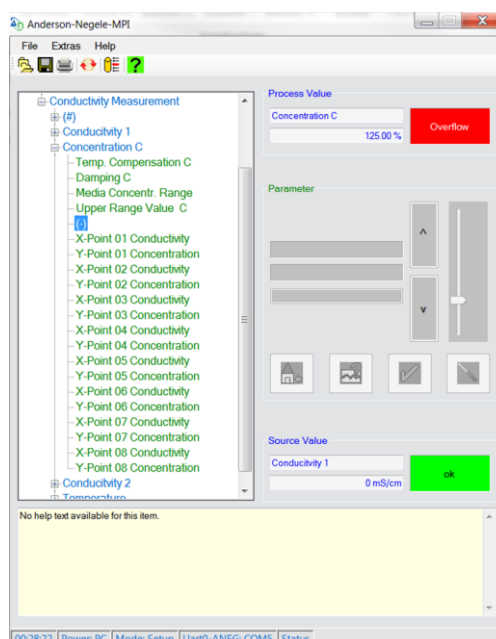 Anderson-Negele-MPI
File Extras Help
Conductivity Measurement
(#)
Conducitvity 1
Concentration C
Temp. Compensation C
Damping C
Media Concentr. Range
Upper Range Value C
(-)
X-Point 01 Conductivity
Y-Point 01 Concentration
X-Point 02 Conductivity
Y-Point 02 Concentration
X-Point 03 Conductivity
Y-Point 03 Concentration
X-Point 04 Conductivity
Y-Point 04 Concentration
X-Point 05 Conductivity
Y-Point 05 Concentration
X-Point 06 Conductivity
Y-Point 06 Concentration
X-Point 07 Conductivity
Y-Point 07 Concentration
X-Point 08 Conductivity
Y-Point 08 Concentration
Conducitvity 2
Temperature
Process Value
Concentration C
125.00 %
Overflow
Parameter
Source Value
Conducitvity 1
0 mS/cm
ok
No help text available for this item.
00:28:22 Power: PC Mode: Setup Uart0-ANEG: COM5 Status